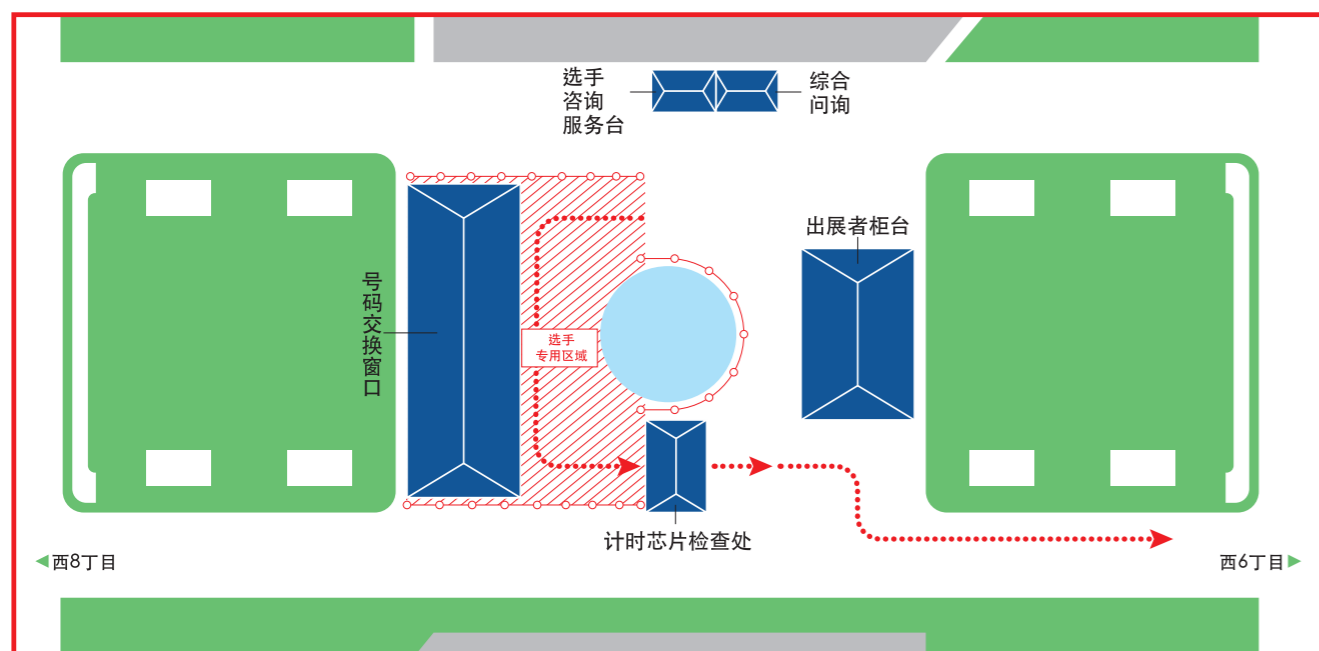 选手
咨询
服务台
综合
问询
出展者柜台
号码交换窗口
选手
专用区域
计时芯片检查处
西8丁目
西6丁目